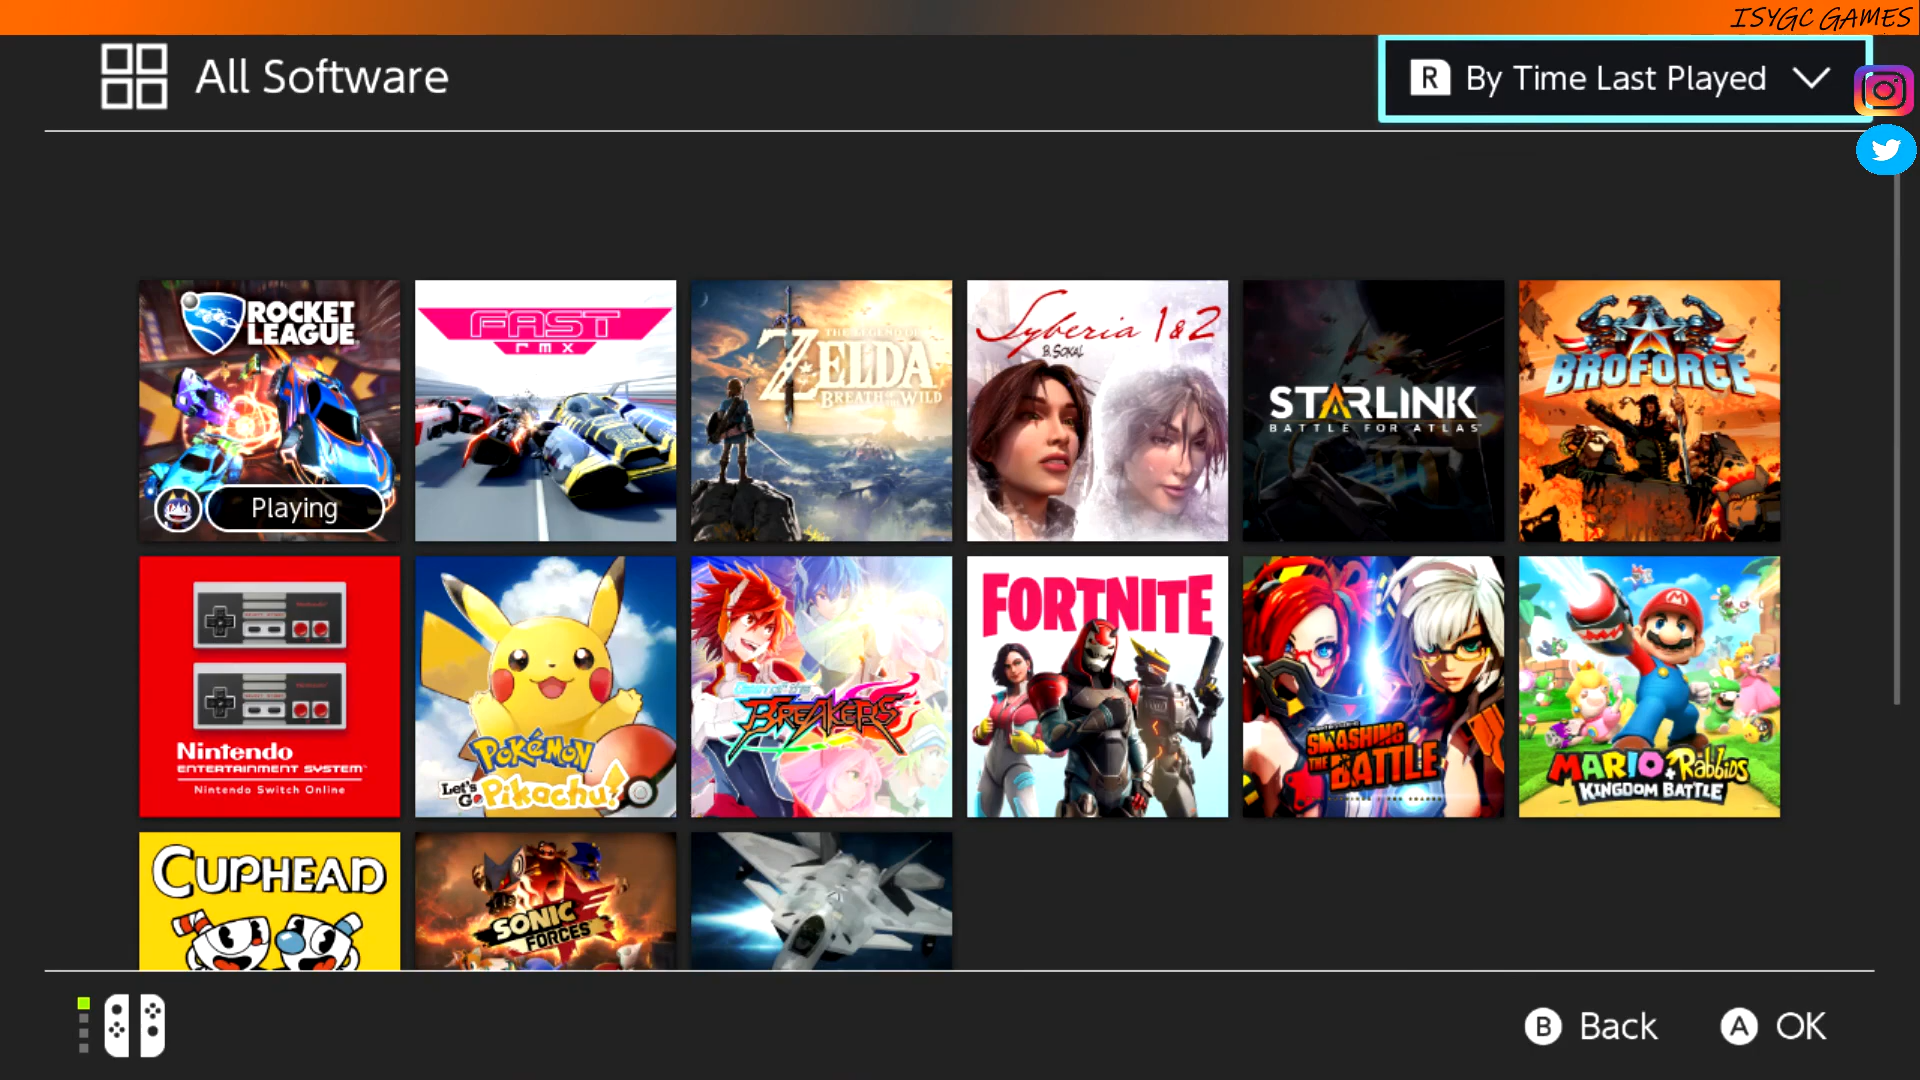 ISYGC GAMES
All Software
R By Time Last Played
ROCKET
LEAGUE
Playing
FAST
rmx
THE LEGEND OF
ZELDA
BREATH OF THE WILD
Syberia 1&2
B. SOKAL
STARLINK
BATTLE FOR ATLAS
BROFORCE
Nintendo
ENTERTAINMENT SYSTEM™
Nintendo Switch Online
POKÉMON
Let's Go Pikachu!
BREAKERS
FORTNITE
SMASHING
THE BATTLE
MARIO + Rabbids
KINGDOM BATTLE
CUPHEAD
SONIC
FORCES
B Back
A OK